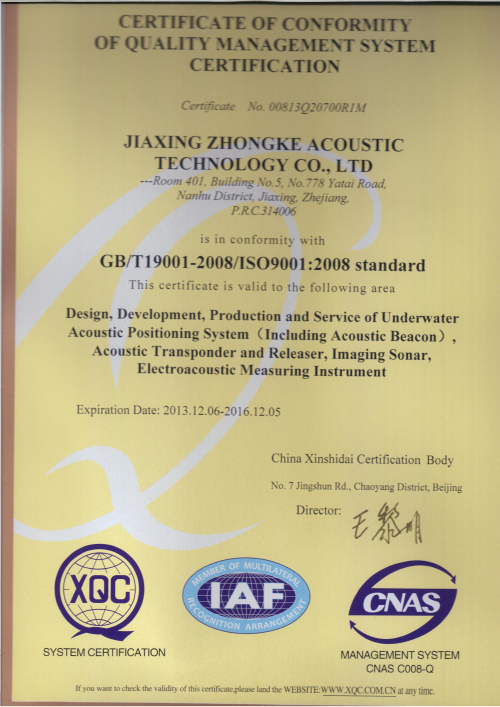 CERTIFICATE OF CONFORMITY
OF QUALITY MANAGEMENT SYSTEM
CERTIFICATION
Certificate No. 00813Q20700R1M
JIAXING ZHONGKE ACOUSTIC
TECHNOLOGY CO., LTD
---Room 401, Building No.5, No.778 Yatai Road,
Nanhu District, Jiaxing, Zhejiang,
P.R.C.314006
is in conformity with
GB/T19001-2008/ISO9001:2008 standard
This certificate is valid to the following area
Design, Development, Production and Service of Underwater
Acoustic Positioning System（Including Acoustic Beacon）,
Acoustic Transponder and Releaser, Imaging Sonar,
Electroacoustic Measuring Instrument
Expiration Date: 2013.12.06-2016.12.05
China Xinshidai Certification Body
No. 7 Jingshun Rd., Chaoyang District, Beijing
Director: 王黎明
XQC
SYSTEM CERTIFICATION
MEMBER OF MULTILATERAL
IAF
RECOGNITION ARRANGEMENT
CNAS
MANAGEMENT SYSTEM
CNAS C008-Q
If you want to check the validity of this certificate,please land the WEBSITE:WWW.XQC.COM.CN at any time.